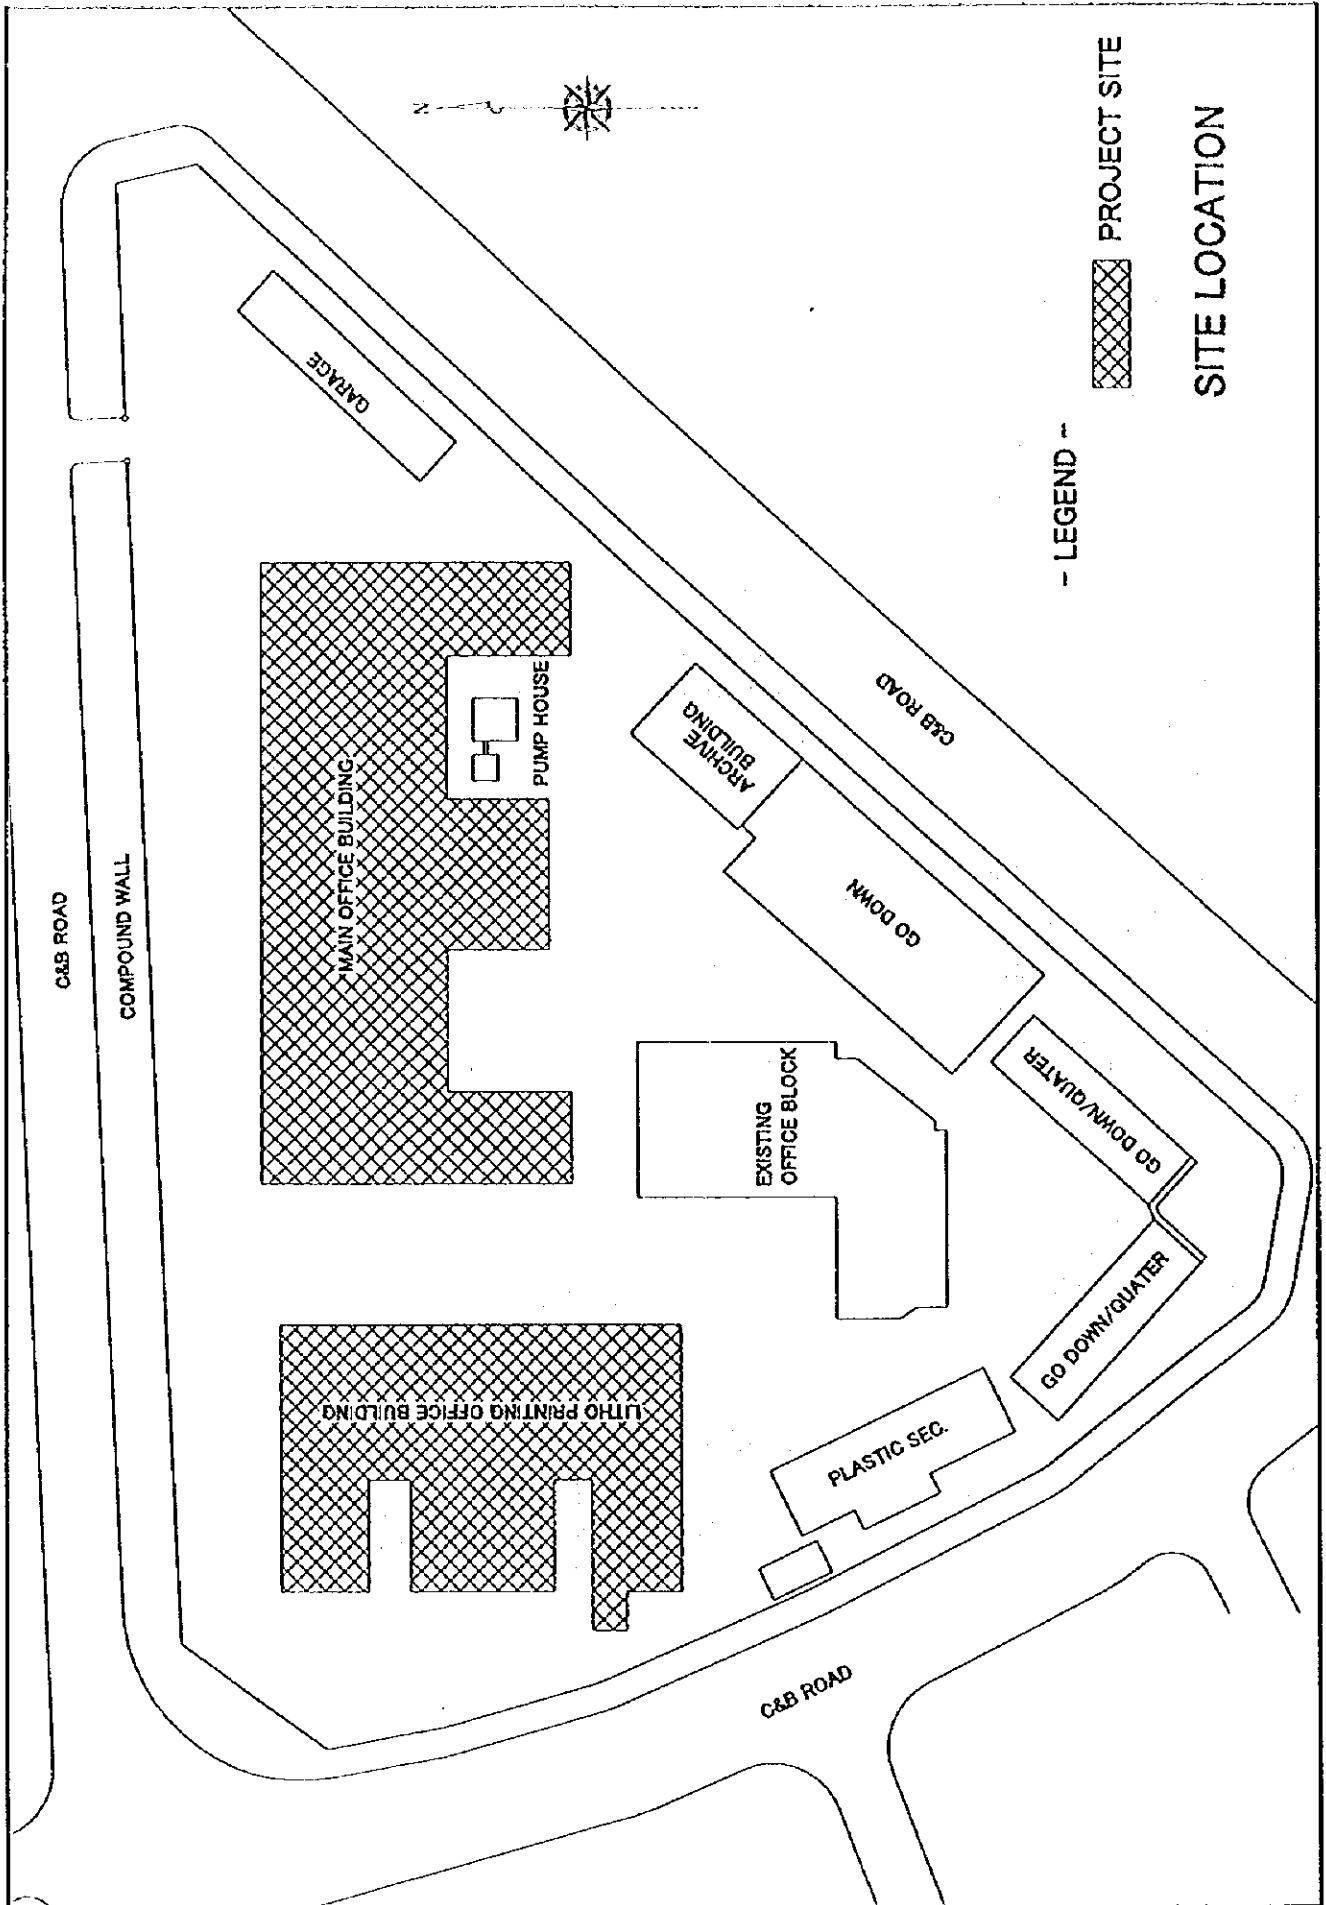 C&B ROAD
COMPOUND WALL
N
GARAGE
MAIN OFFICE BUILDING
PUMP HOUSE
LITHO PRINTING OFFICE BUILDING
EXISTING
OFFICE BLOCK
ARCHIVE
BUILDING
GO DOWN
C&B ROAD
GO DOWN/QUATER
GO DOWN/QUATER
PLASTIC SEC.
C&B ROAD
- LEGEND -
PROJECT SITE
SITE LOCATION